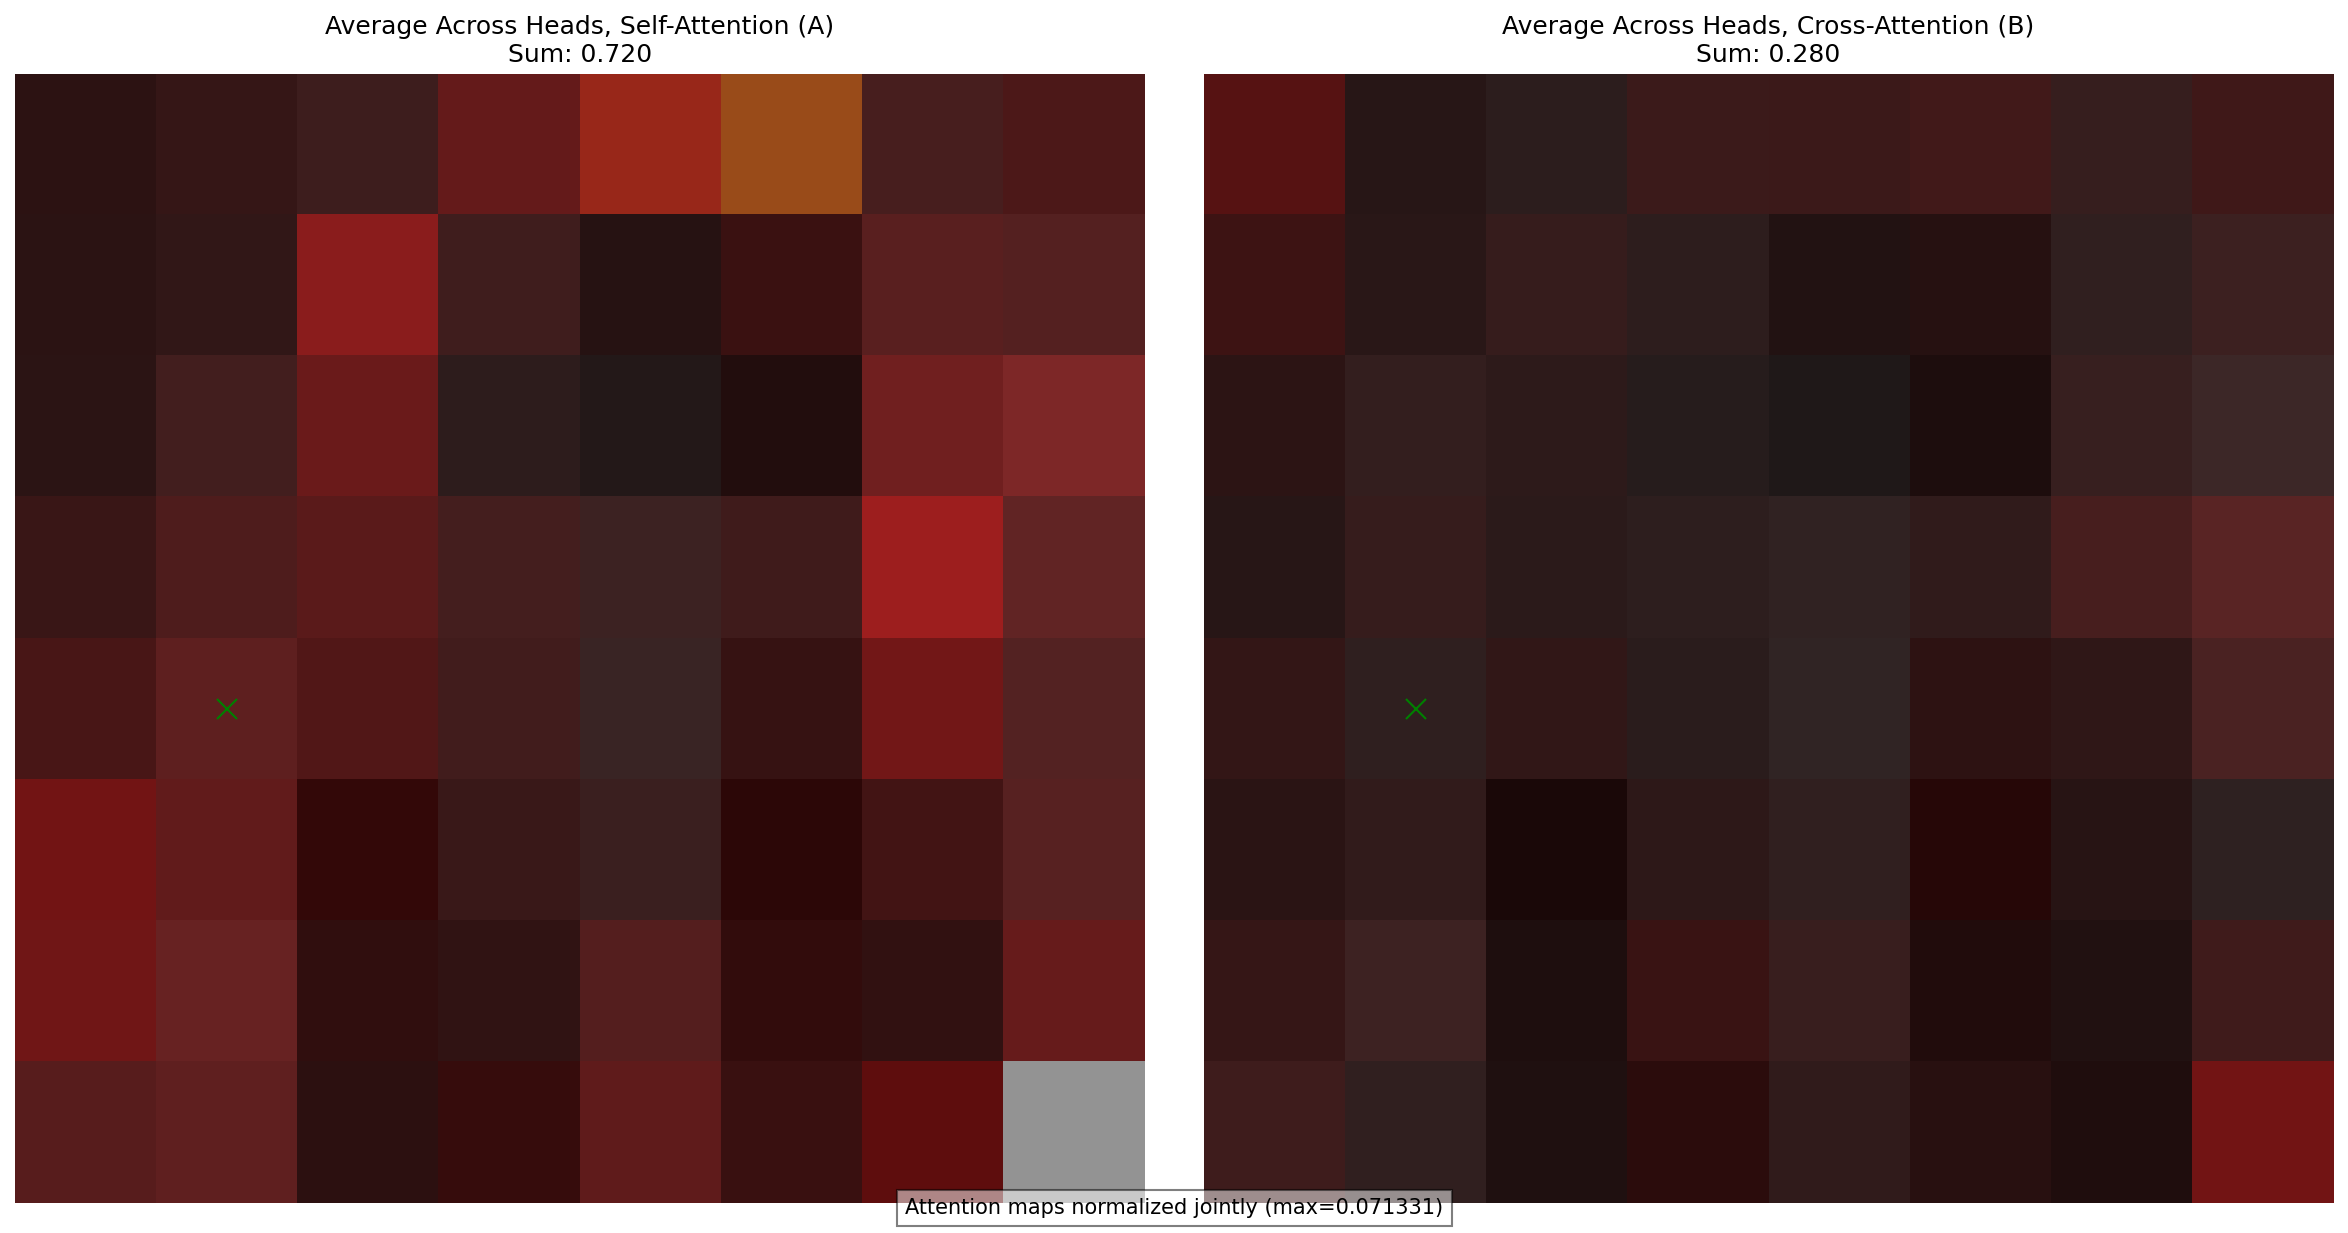 Average Across Heads, Self-Attention (A)
Sum: 0.720
Average Across Heads, Cross-Attention (B)
Sum: 0.280
Attention maps normalized jointly (max=0.071331)